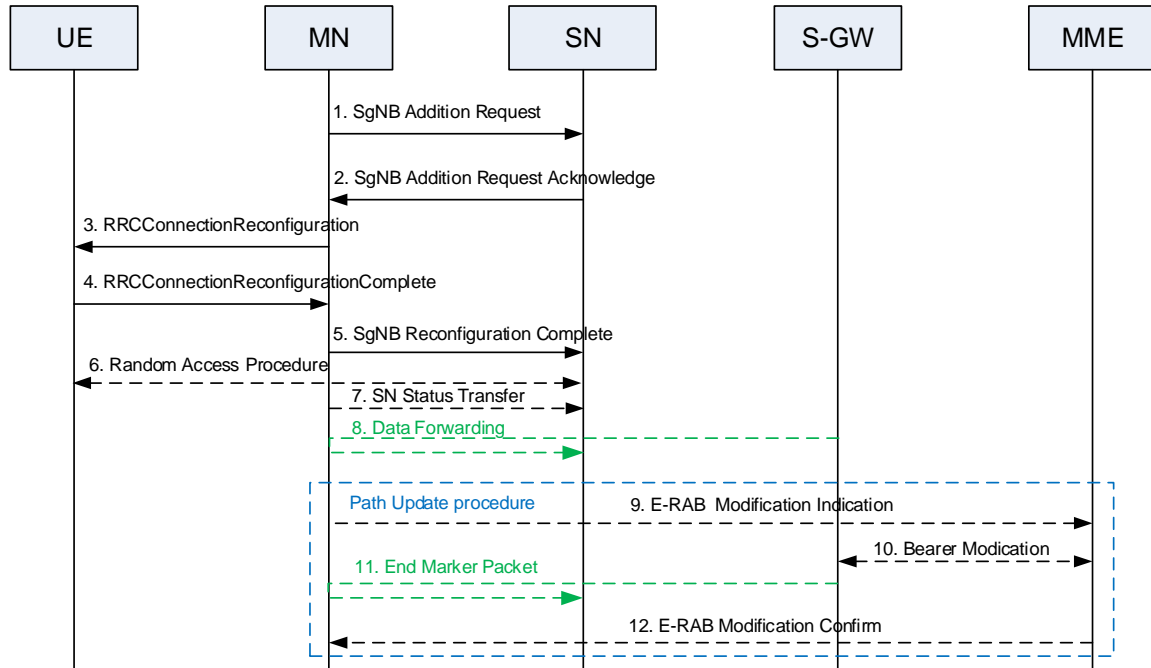 UE
MN
SN
S-GW
MME
1. SgNB Addition Request
2. SgNB Addition Request Acknowledge
3. RRCConnectionReconfiguration
4. RRCConnectionReconfigurationComplete
5. SgNB Reconfiguration Complete
6. Random Access Procedure
7. SN Status Transfer
8. Data Forwarding
Path Update procedure
9. E-RAB Modification Indication
10. Bearer Modication
11. End Marker Packet
12. E-RAB Modification Confirm